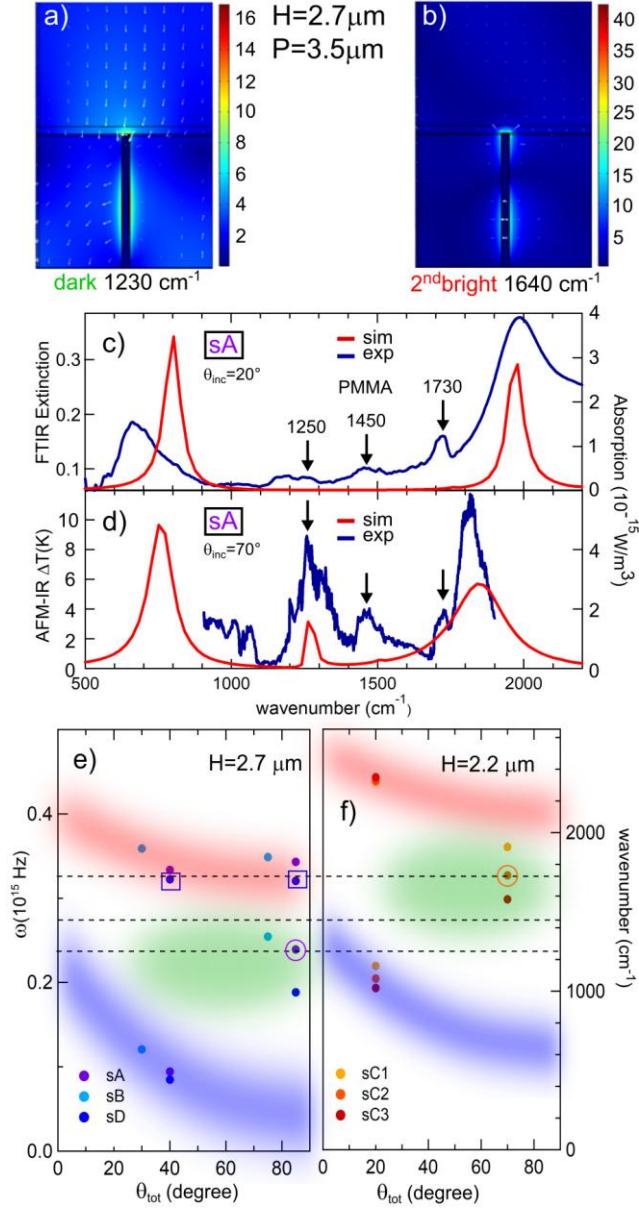 a)
16
14
12
10
8
6
4
2
H=2.7μm
P=3.5μm
b)
40
35
30
25
20
15
10
5
dark 1230 cm-1
2ndbright 1640 cm-1
c)
sA
θinc=20°
sim
exp
PMMA
1250
1450
1730
FTIR Extinction
0.3
0.2
0.1
4
3
2
1
0
Absorption (10-15 W/m3)
d)
sA
θinc=70°
sim
exp
AFM-IR ΔT(K)
10
8
6
4
2
0
4
2
0
500
1000
1500
2000
wavenumber (cm-1)
e)
H=2.7 μm
ω(1015 Hz)
0.4
0.2
0.0
sA
sB
sD
0
20
40
60
80
θtot (degree)
f)
H=2.2 μm
sC1
sC2
sC3
0
20
40
60
80
θtot (degree)
2000
1000
0
wavenumber (cm-1)